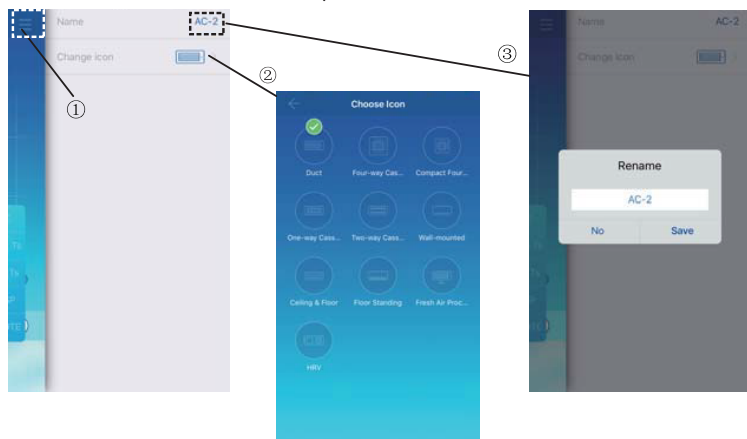 Name AC-2
Change icon
①
②
Choose Icon
Duct Four-way Cas... Compact Four...
One-way Cass... Two-way Cass... Wall-mounted
Ceiling & Floor Floor Standing Fresh Air Proc...
HRV
③
Name AC-2
Change icon
Rename
AC-2
No Save